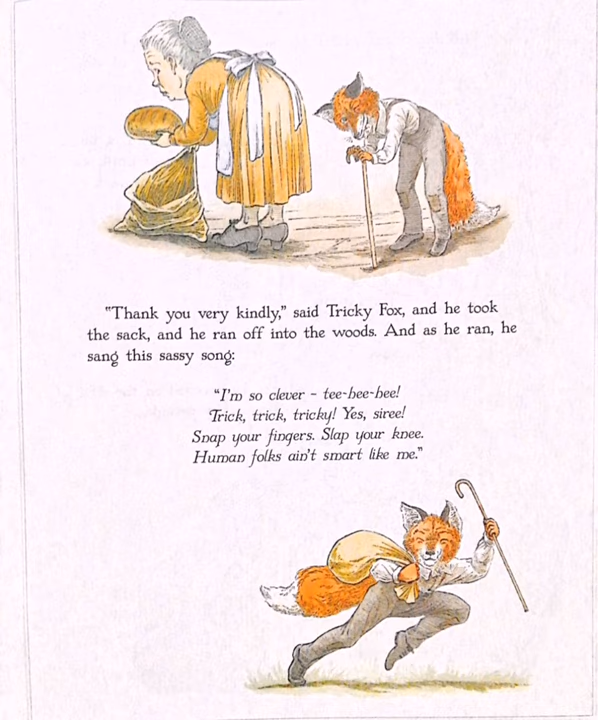 "Thank you very kindly," said Tricky Fox, and he took
the sack, and he ran off into the woods. And as he ran, he
sang this sassy song:
"I'm so clever – tee-hee-hee!
Trick, trick, tricky! Yes, siree!
Snap your fingers. Slap your knee.
Human folks ain't smart like me."